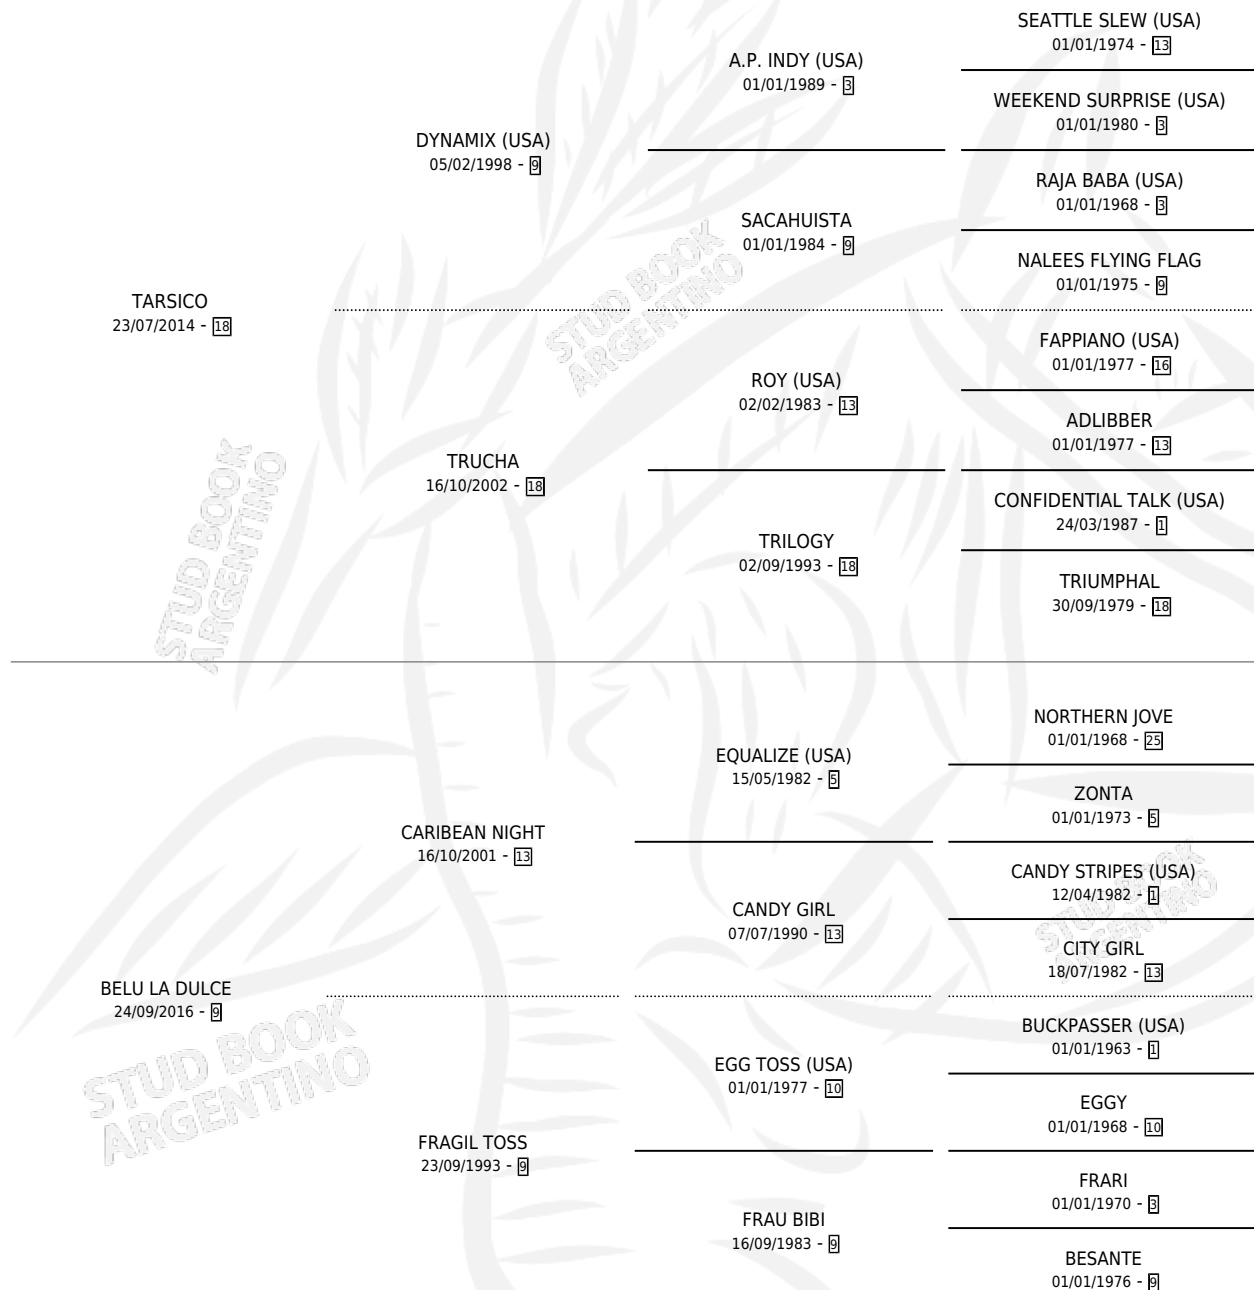 SEATTLE SLEW (USA)
01/01/1974 - 13
A.P. INDY (USA)
01/01/1989 - 3
WEEKEND SURPRISE (USA)
01/01/1980 - 3
DYNAMIX (USA)
05/02/1998 - 9
RAJA BABA (USA)
01/01/1968 - 3
SACAHUISTA
01/01/1984 - 9
NALEES FLYING FLAG
01/01/1975 - 9
TARSICO
23/07/2014 - 18
FAPPIANO (USA)
01/01/1977 - 16
ROY (USA)
02/02/1983 - 13
ADLIBBER
01/01/1977 - 13
TRUCHA
16/10/2002 - 18
CONFIDENTIAL TALK (USA)
24/03/1987 - 1
TRILOGY
02/09/1993 - 18
TRIUMPHAL
30/09/1979 - 18
NORTHERN JOVE
01/01/1968 - 25
EQUALIZE (USA)
15/05/1982 - 5
ZONTA
01/01/1973 - 5
CARIBEAN NIGHT
16/10/2001 - 13
CANDY STRIPES (USA)
12/04/1982 - 1
CANDY GIRL
07/07/1990 - 13
CITY GIRL
18/07/1982 - 13
BELU LA DULCE
24/09/2016 - 9
BUCKPASSER (USA)
01/01/1963 - 1
EGG TOSS (USA)
01/01/1977 - 10
EGGY
01/01/1968 - 10
FRAGIL TOSS
23/09/1993 - 9
FRARI
01/01/1970 - 3
FRAU BIBI
16/09/1983 - 9
BESANTE
01/01/1976 - 9
STUD BOOK
ARGENTINO
STUD BOOK
ARGENTINO
STUD BOOK
ARGENTINO
STUD BOOK
ARGENTINO